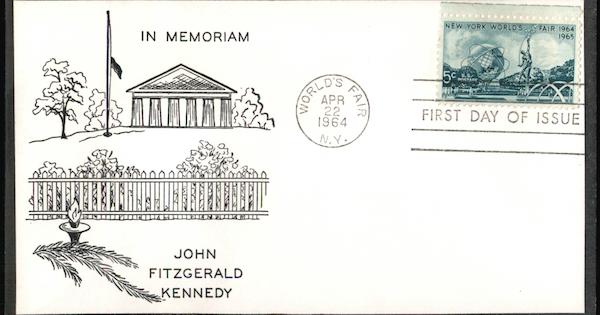 IN MEMORIAM
JOHN
FITZGERALD
KENNEDY
WORLD'S FAIR
APR
22
1964
N.Y.
NEW YORK WORLD'S FAIR 1964
1965
5c
FIRST DAY OF ISSUE